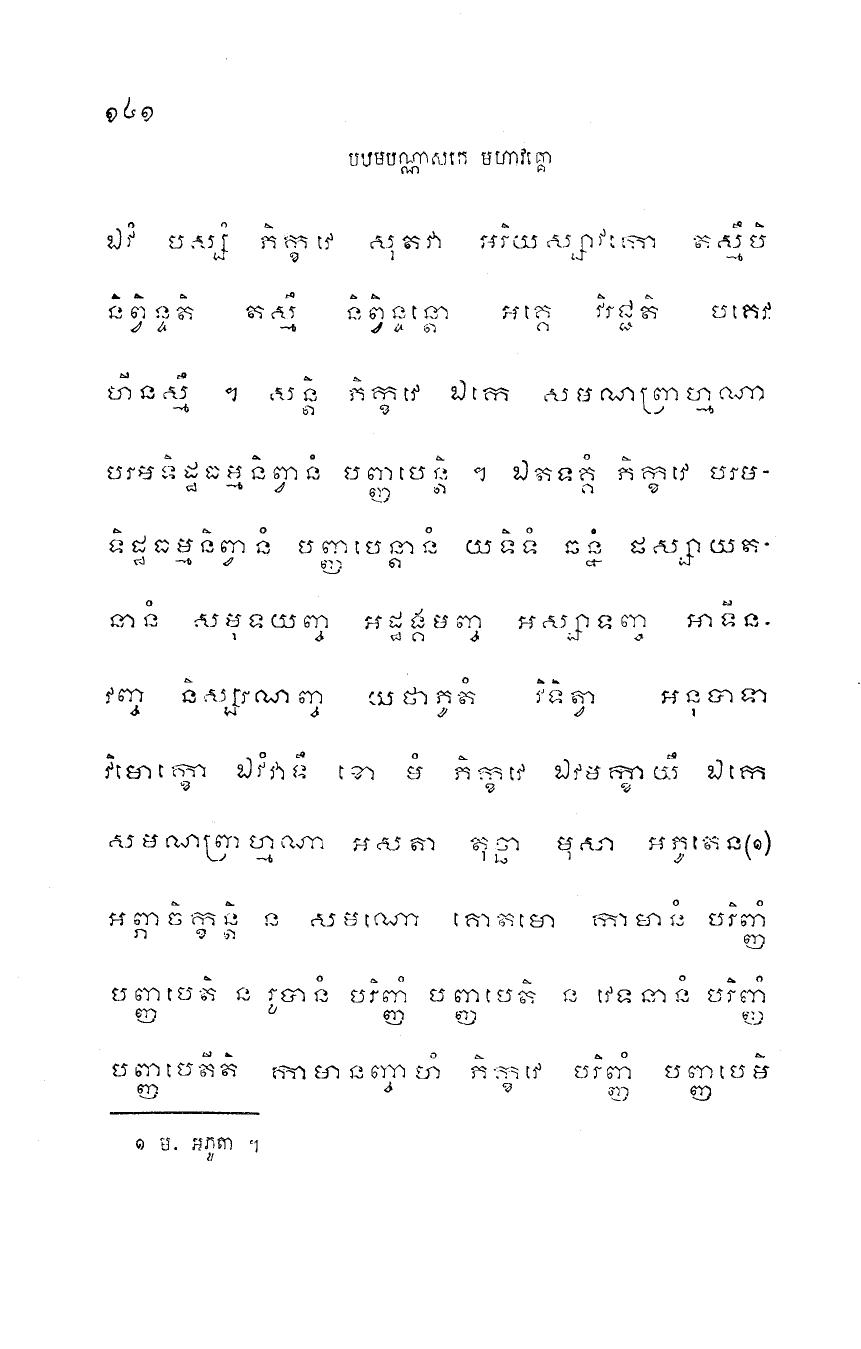 ១៤១
បឋមបណ្ណាសកេ មហាវគ្គោ
ឯវំ បស្សំ ភិក្ខវេ សុតវា អរិយស្សាវកោ តស្មឹបិ
និព្វិន្ទតិ តស្មឹ និព្វិន្ទន្តោ អគ្គេ វិរជ្ជតិ បគេវ
ហីនស្មឹ ។ សន្តិ ភិក្ខវេ ឯកេ សមណព្រាហ្មណា
បរមទិដ្ឋធម្មនិព្វានំ បញ្ញាបេន្តិ ។ ឯតទគ្គំ ភិក្ខវេ បរម-
ទិដ្ឋធម្មនិព្វានំ បញ្ញាបេន្តានំ យទិទំ ឆន្នំ ផស្សាយត-
នានំ សមុទយញ្ច អដ្ឋង្គមញ្ច អស្សាទញ្ច អាទីន-
វញ្ច និស្សរណញ្ច យថាភូតំ វិទិត្វា អនុបាទា
វិមោក្ខោ ឯវំវាទឹ ខោ មំ ភិក្ខវេ ឯវមក្ខាយឹ ឯកេ
សមណព្រាហ្មណា អសតា តុច្ឆា មុសា អភូតេន(១)
អព្ភាចិក្ខន្តិ ន សមណោ គោតមោ កាមានំ បរិញ្ញំ
បញ្ញាបេតិ ន រូបានំ បរិញ្ញំ បញ្ញាបេតិ ន វេទនានំ បរិញ្ញំ
បញ្ញាបេតីតិ កាមានញ្ចាហំ ភិក្ខវេ បរិញ្ញំ បញ្ញាបេមិ
១ ម. អភូតា ។